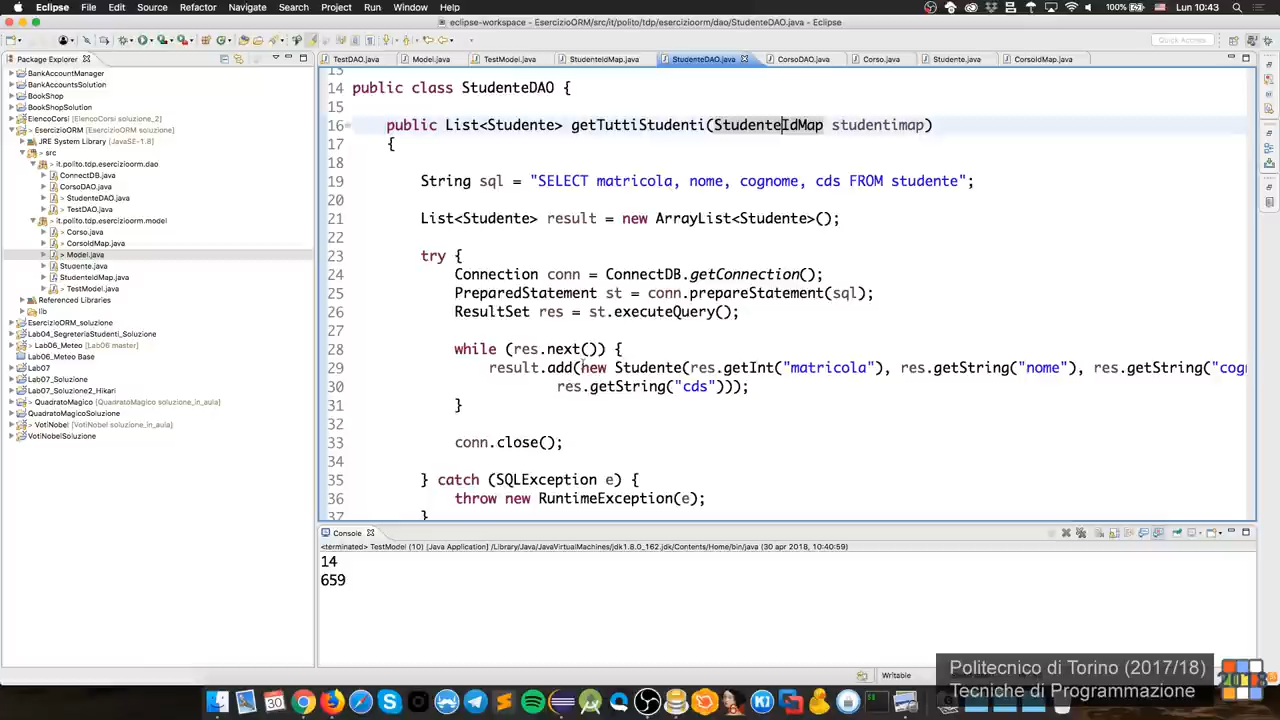 Eclipse File Edit Source Refactor Navigate Search Project Run Window Help 100% Lun 10:43
eclipse-workspace - EsercizioORM/src/it/polito/tdp/esercizioorm/dao/StudenteDAO.java - Eclipse
Quick Access
Package Explorer
BankAccountManager
BankAccountsSolution
BookShop
BookShopSolution
ElencoCorsi [ElencoCorsi soluzione_2]
> EsercizioORM [EsercizioORM master]
JRE System Library [JavaSE-1.8]
> src
> it.polito.tdp.esercizioorm.dao
ConnectDB.java
> CorsoDAO.java
> StudenteDAO.java
> TestDAO.java
> it.polito.tdp.esercizioorm.model
> Corso.java
> CorsoIdMap.java
> Model.java
Studente.java
StudenteIdMap.java
> TestModel.java
Referenced Libraries
lib
EsercizioORM_soluzione
Lab04_SegreteriaStudenti_Soluzione
> Lab06_Meteo [Lab06 master]
Lab06_Meteo Base
Lab07
Lab07_Soluzione
Lab07_Soluzione2_Hikari
> QuadratoMagico [QuadratoMagico soluzione_in_aula]
QuadratoMagicoSoluzione
> VotiNobel [VotiNobel soluzione_in_aula]
VotiNobelSoluzione
TestDAO.java Model.java TestModel.java StudenteIdMap.java StudenteDAO.java CorsoDAO.java Corso.java Studente.java CorsoIdMap.java
13
14 public class StudenteDAO {
15
16 public List<Studente> getTuttiStudenti(StudenteIdMap studentimap)
17 {
18
19 String sql = "SELECT matricola, nome, cognome, cds FROM studente";
20
21 List<Studente> result = new ArrayList<Studente>();
22
23 try {
24 Connection conn = ConnectDB.getConnection();
25 PreparedStatement st = conn.prepareStatement(sql);
26 ResultSet res = st.executeQuery();
27
28 while (res.next()) {
29 result.add(new Studente(res.getInt("matricola"), res.getString("nome"), res.getString("cogn
30 res.getString("cds")));
31 }
32
33 conn.close();
34
35 } catch (SQLException e) {
36 throw new RuntimeException(e);
37 }
Console
<terminated> TestModel (10) [Java Application] /Library/Java/JavaVirtualMachines/jdk1.8.0_162.jdk/Contents/Home/bin/java (30 apr 2018, 10:40:59)
14
659
Writable
Politecnico di Torino (2017/18)
Tecniche di Programmazione
2018